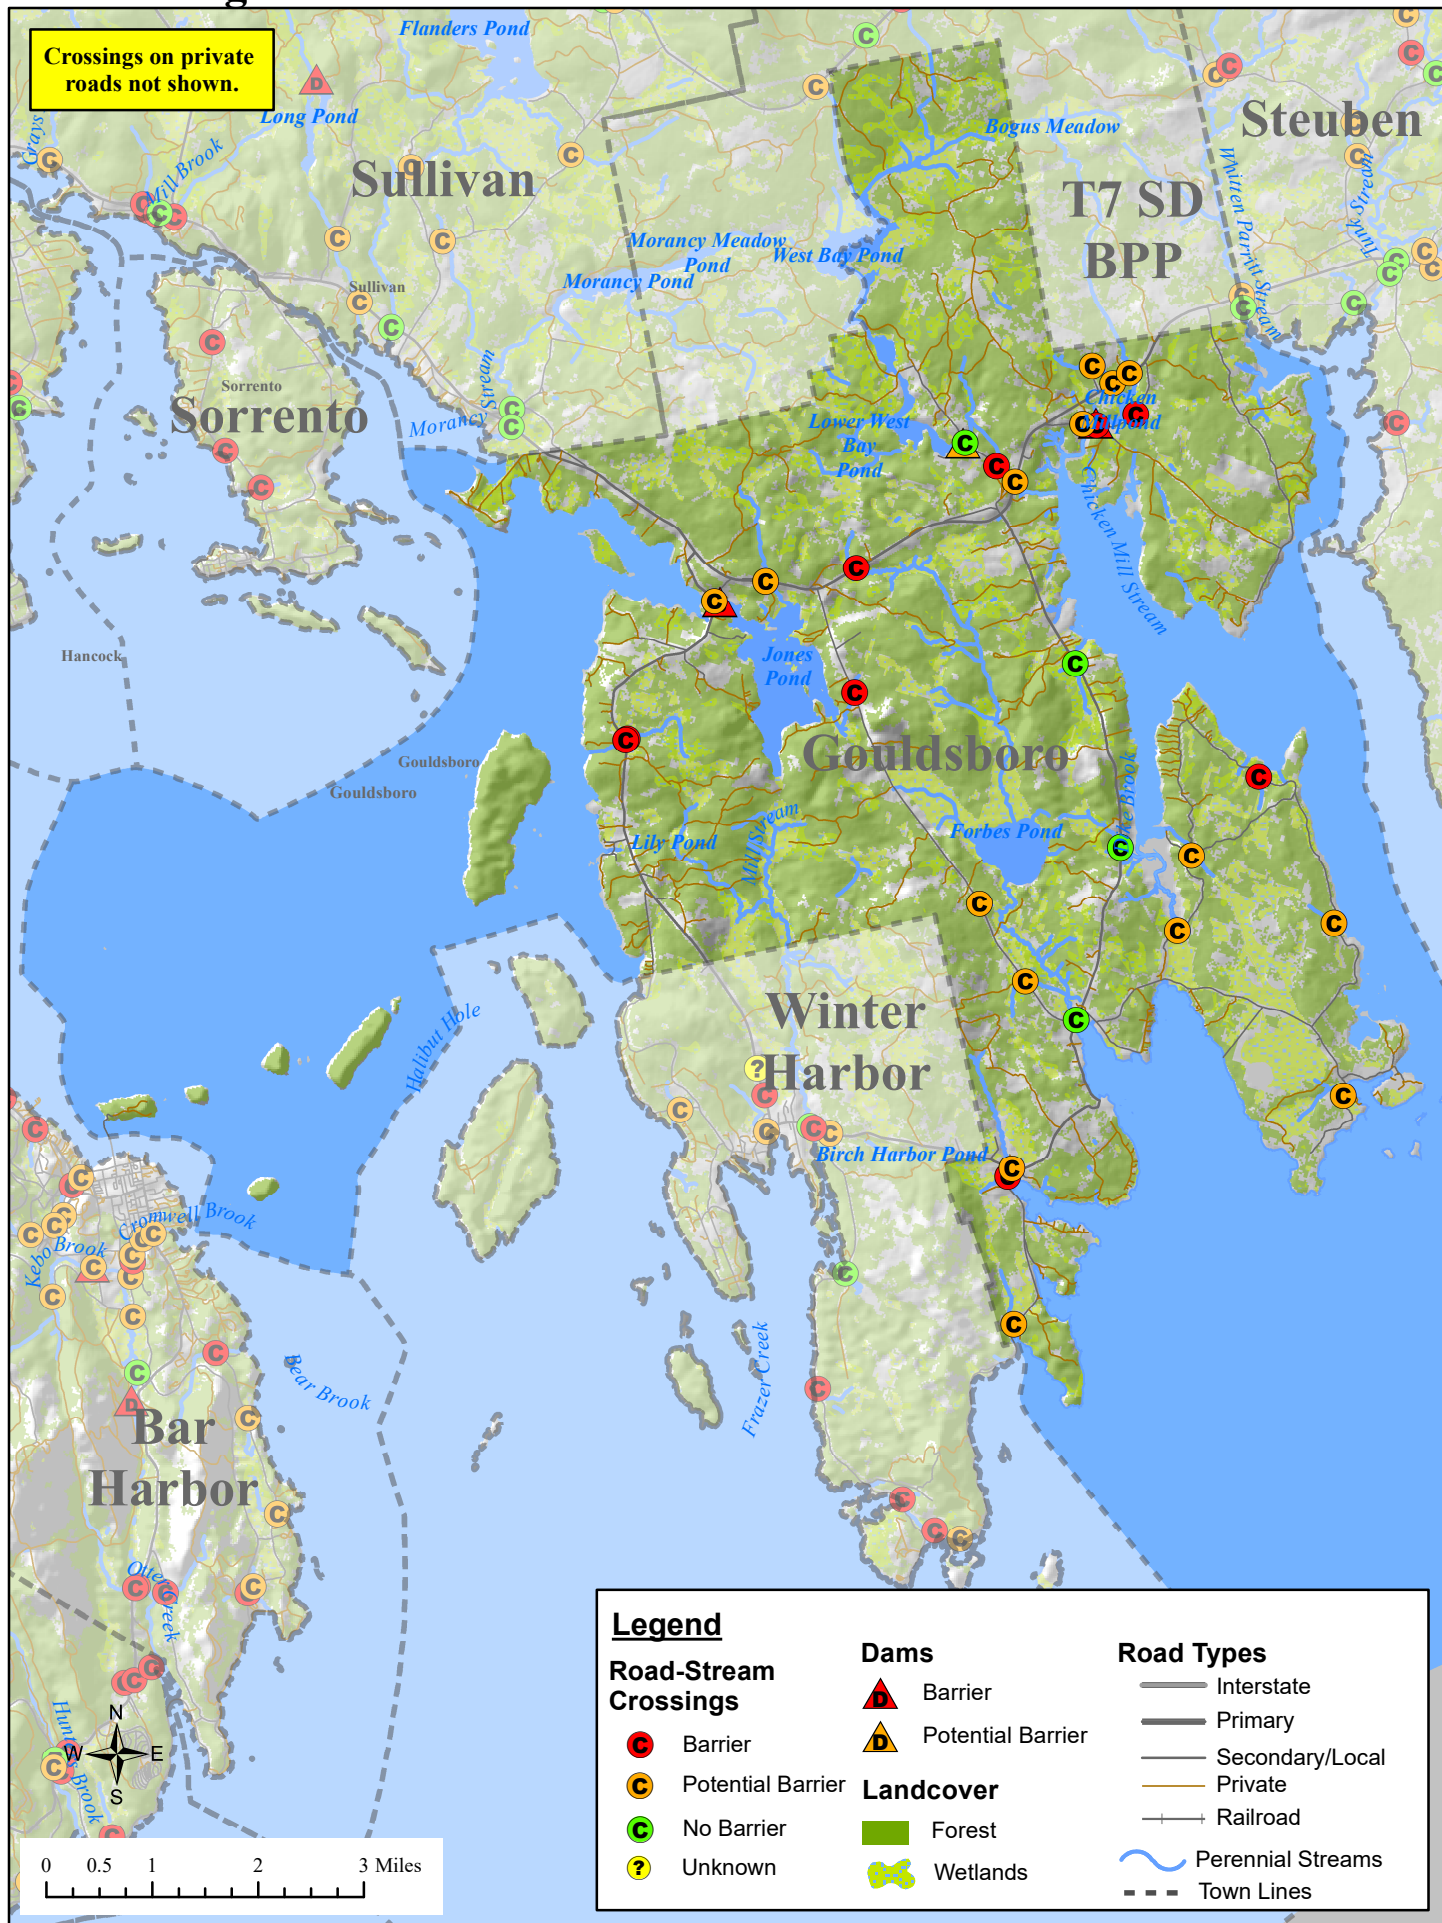 g
Crossings on private
roads not shown.
Flanders Pond
Long Pond
Grays
Mill Brook
Sullivan
Bogus Meadow
Steuben
T7 SD
BPP
Whitten Parritt Stream
Tunk Stream
Morancy Meadow
Pond
West Bay Pond
Morancy Pond
Sullivan
Sorrento
Sorrento
Morancy Stream
Lower West
Bay
Pond
Chicken
Millpond
Chicken Mill Stream
Hancock
Jones
Pond
Gouldsboro
Gouldsboro
Gouldsboro
Lily Pond
Mill Stream
Forbes Pond
Brook
Winter
Harbor
Halibut Hole
Birch Harbor Pond
Cromwell Brook
Kebo Brook
Bear Brook
Frazer Creek
Bar
Harbor
Otter Creek
Hunters Brook
N
W
E
S
0 0.5 1 2 3 Miles
Legend
Road-Stream
Crossings
C Barrier
C Potential Barrier
C No Barrier
? Unknown
Dams
D Barrier
D Potential Barrier
Landcover
Forest
Wetlands
Road Types
Interstate
Primary
Secondary/Local
Private
Railroad
Perennial Streams
Town Lines